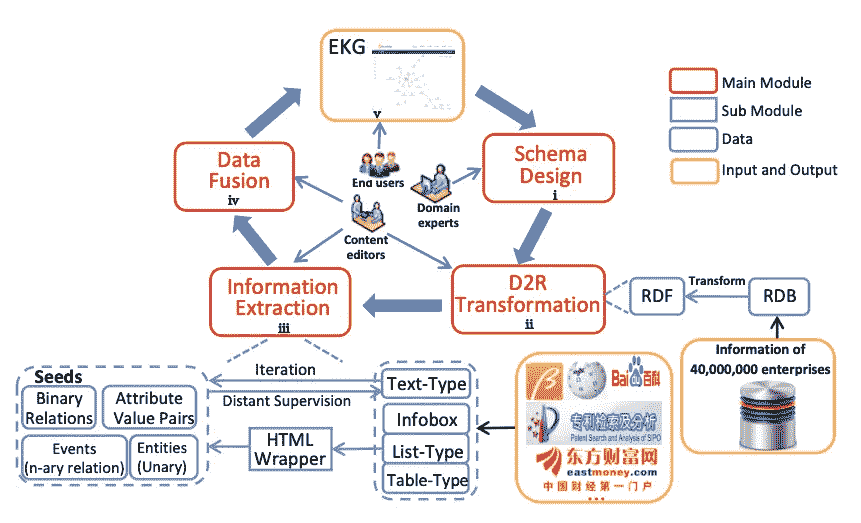 EKG
v
Main Module
Sub Module
Data
Input and Output
Data
Fusion
iv
End users
Schema
Design
i
Domain
experts
Content
editors
Information
Extraction
iii
D2R
Transformation
ii
RDF
Transform
RDB
Information of
40,000,000 enterprises
Seeds
Binary
Relations
Attribute
Value Pairs
Events
(n-ary relation)
Entities
(Unary)
Iteration
Distant Supervision
HTML
Wrapper
Text-Type
Infobox
List-Type
Table-Type
Bai du 百科
专利检索及分析
Patent Search and Analysis of SIPO
东方财富网
eastmoney.com
中国财经第一门户
...